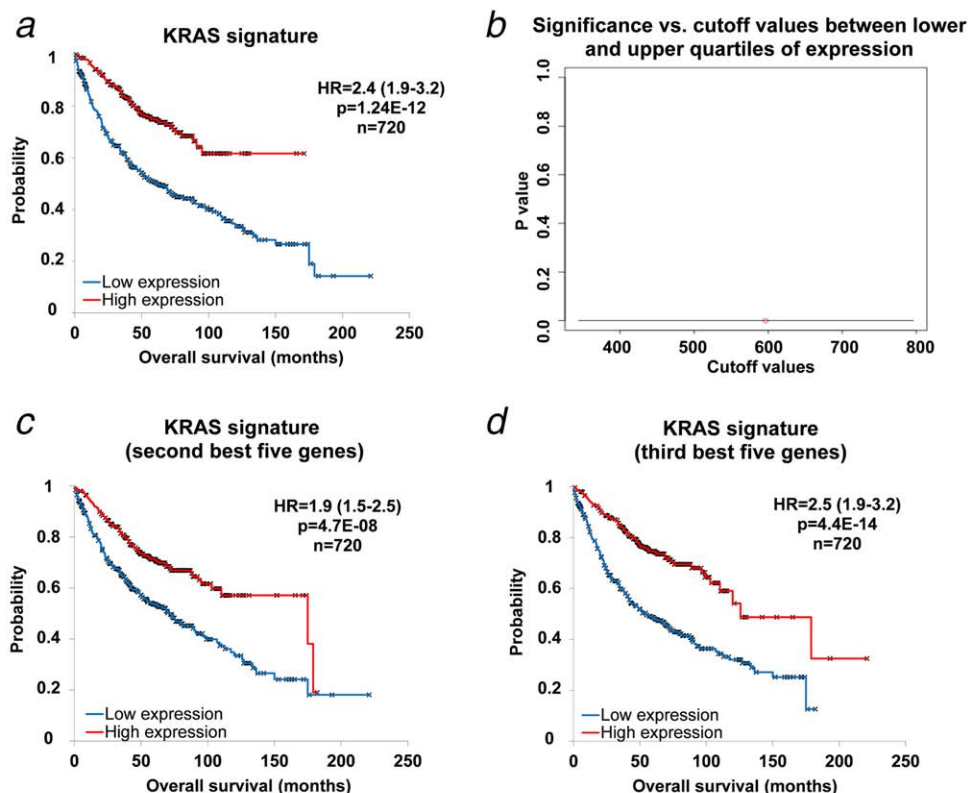 a
KRAS signature
HR=2.4 (1.9-3.2)
p=1.24E-12
n=720
Probability
1
0.8
0.6
0.4
0.2
0
Low expression
High expression
0 50 100 150 200 250
Overall survival (months)
b
Significance vs. cutoff values between lower
and upper quartiles of expression
P value
1.0
0.8
0.6
0.4
0.2
0.0
400 500 600 700 800
Cutoff values
c
KRAS signature
(second best five genes)
HR=1.9 (1.5-2.5)
p=4.7E-08
n=720
Probability
1
0.8
0.6
0.4
0.2
0
Low expression
High expression
0 50 100 150 200 250
Overall survival (months)
d
KRAS signature
(third best five genes)
HR=2.5 (1.9-3.2)
p=4.4E-14
n=720
Probability
1
0.8
0.6
0.4
0.2
0
Low expression
High expression
0 50 100 150 200 250
Overall survival (months)